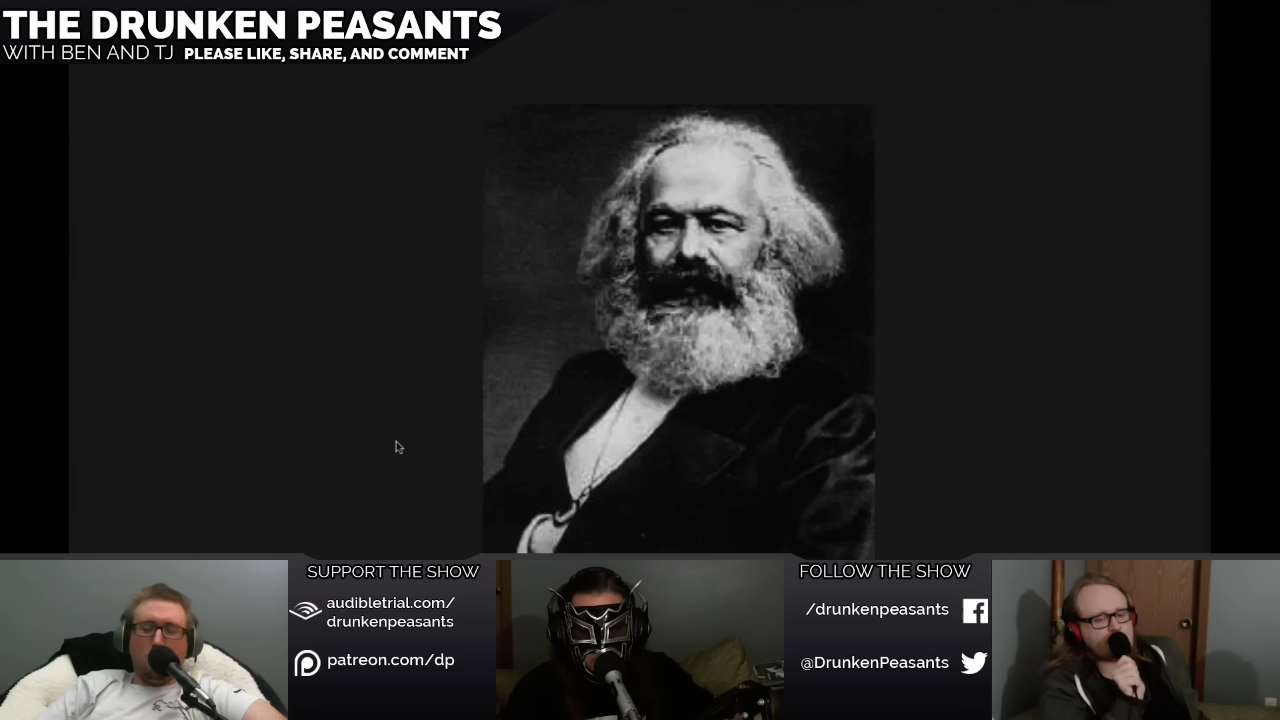 THE DRUNKEN PEASANTS
WITH BEN AND TJ PLEASE LIKE, SHARE, AND COMMENT
SUPPORT THE SHOW
audibletrial.com/
drunkenpeasants
patreon.com/dp
FOLLOW THE SHOW
/drunkenpeasants
@DrunkenPeasants